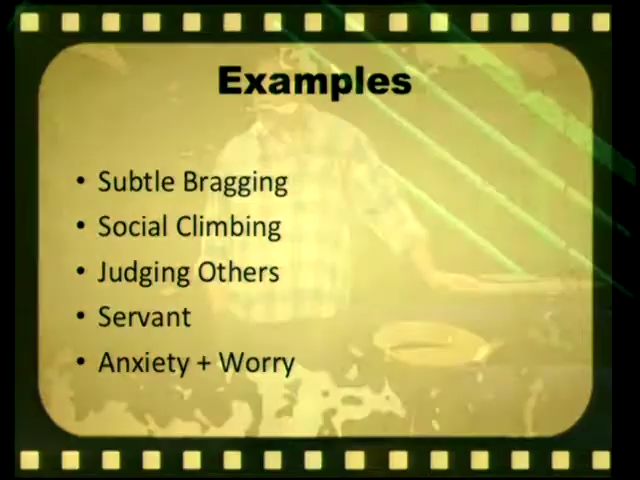 Examples
• Subtle Bragging
• Social Climbing
• Judging Others
• Servant
• Anxiety + Worry